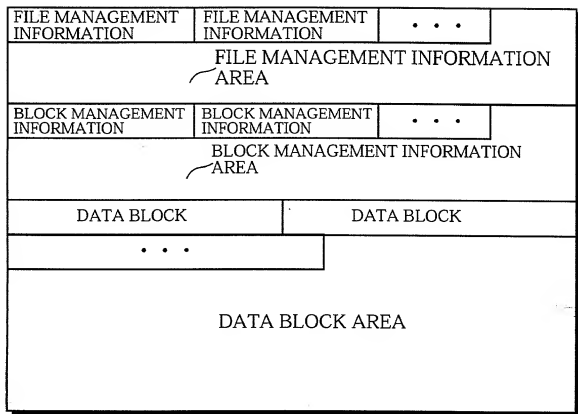 FILE MANAGEMENT INFORMATION
FILE MANAGEMENT INFORMATION
• • •
FILE MANAGEMENT INFORMATION AREA
BLOCK MANAGEMENT INFORMATION
BLOCK MANAGEMENT INFORMATION
• • •
BLOCK MANAGEMENT INFORMATION AREA
DATA BLOCK
DATA BLOCK
• • •
DATA BLOCK AREA